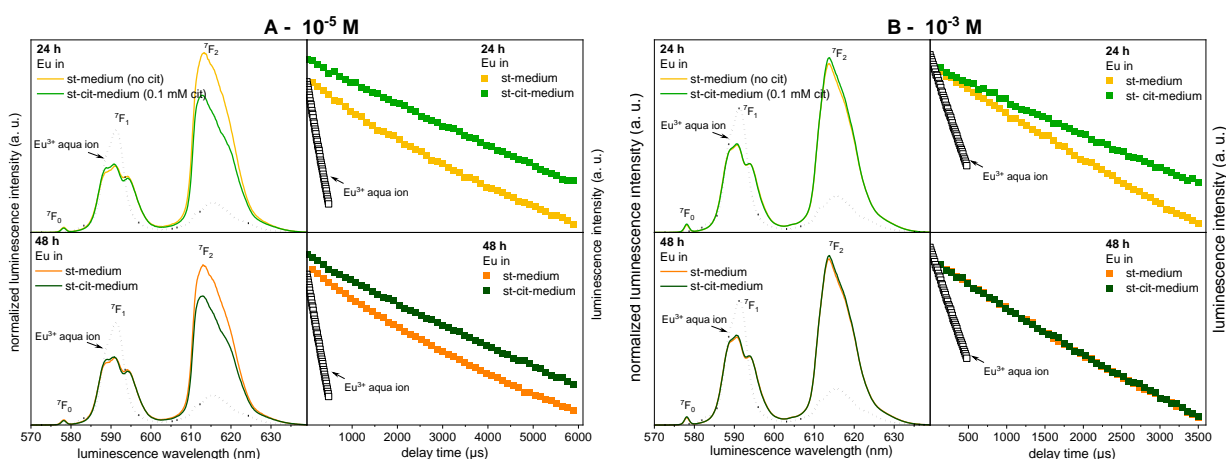 A - 10⁻⁵ M
24 h
Eu in
st-medium (no cit)
st-cit-medium (0.1 mM cit)
⁷F₂
⁷F₁
Eu³⁺ aqua ion
⁷F₀
24 h
Eu in
st-medium
st-cit-medium
Eu³⁺ aqua ion
48 h
Eu in
st-medium
st-cit-medium
⁷F₂
⁷F₁
Eu³⁺ aqua ion
⁷F₀
48 h
Eu in
st-medium
st-cit-medium
Eu³⁺ aqua ion
normalized luminescence intensity (a. u.)
luminescence intensity (a. u.)
570 580 590 600 610 620 630
1000 2000 3000 4000 5000 6000
luminescence wavelength (nm)
delay time (µs)
B - 10⁻³ M
24 h
Eu in
st-medium (no cit)
st-cit-medium (0.1 mM cit)
⁷F₂
⁷F₁
Eu³⁺ aqua ion
⁷F₀
24 h
Eu in
st-medium
st- cit-medium
Eu³⁺ aqua ion
48 h
Eu in
st-medium
st-cit-medium
⁷F₂
⁷F₁
Eu³⁺ aqua ion
⁷F₀
48 h
Eu in
st-medium
st-cit-medium
Eu³⁺ aqua ion
normalized luminescence intensity (a. u.)
luminescence intensity (a. u.)
570 580 590 600 610 620 630
500 1000 1500 2000 2500 3000 3500
luminescence wavelength (nm)
delay time (µs)